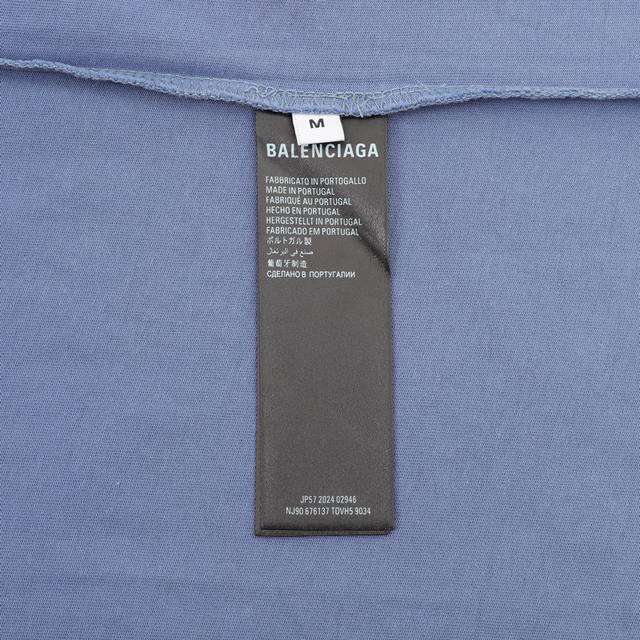 M
BALENCIAGA
FABBRICATO IN PORTOGALLO
MADE IN PORTUGAL
FABRIQUÉ AU PORTUGAL
HECHO EN PORTUGAL
HERGESTELLT IN PORTUGAL
FABRICADO EM PORTUGAL
ポルトガル製
صنع في البرتغال
葡萄牙制造
СДЕЛАНО В ПОРТУГАЛИИ
JP57 2024 02946
NJ90 676137 TOVH5 9034